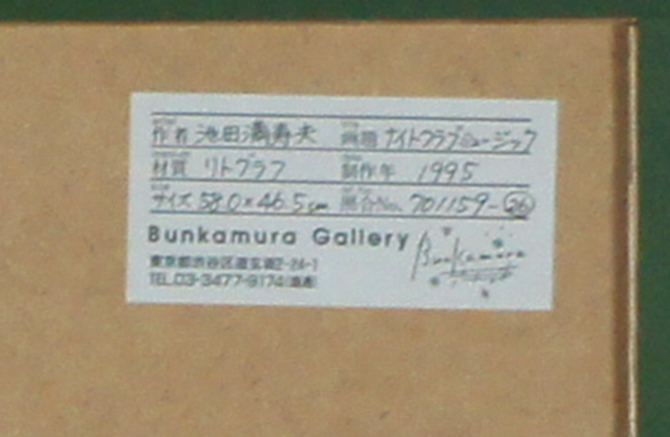 作者 池田満寿夫 画題 ナイトクラブミュージック
材質 リトグラフ 制作年 1995
サイズ 58.0×46.5cm 照合No. 701159-26
Bunkamura Gallery Bunkamura
東京都渋谷区道玄坂2-24-1
TEL.03-3477-9174(直通)